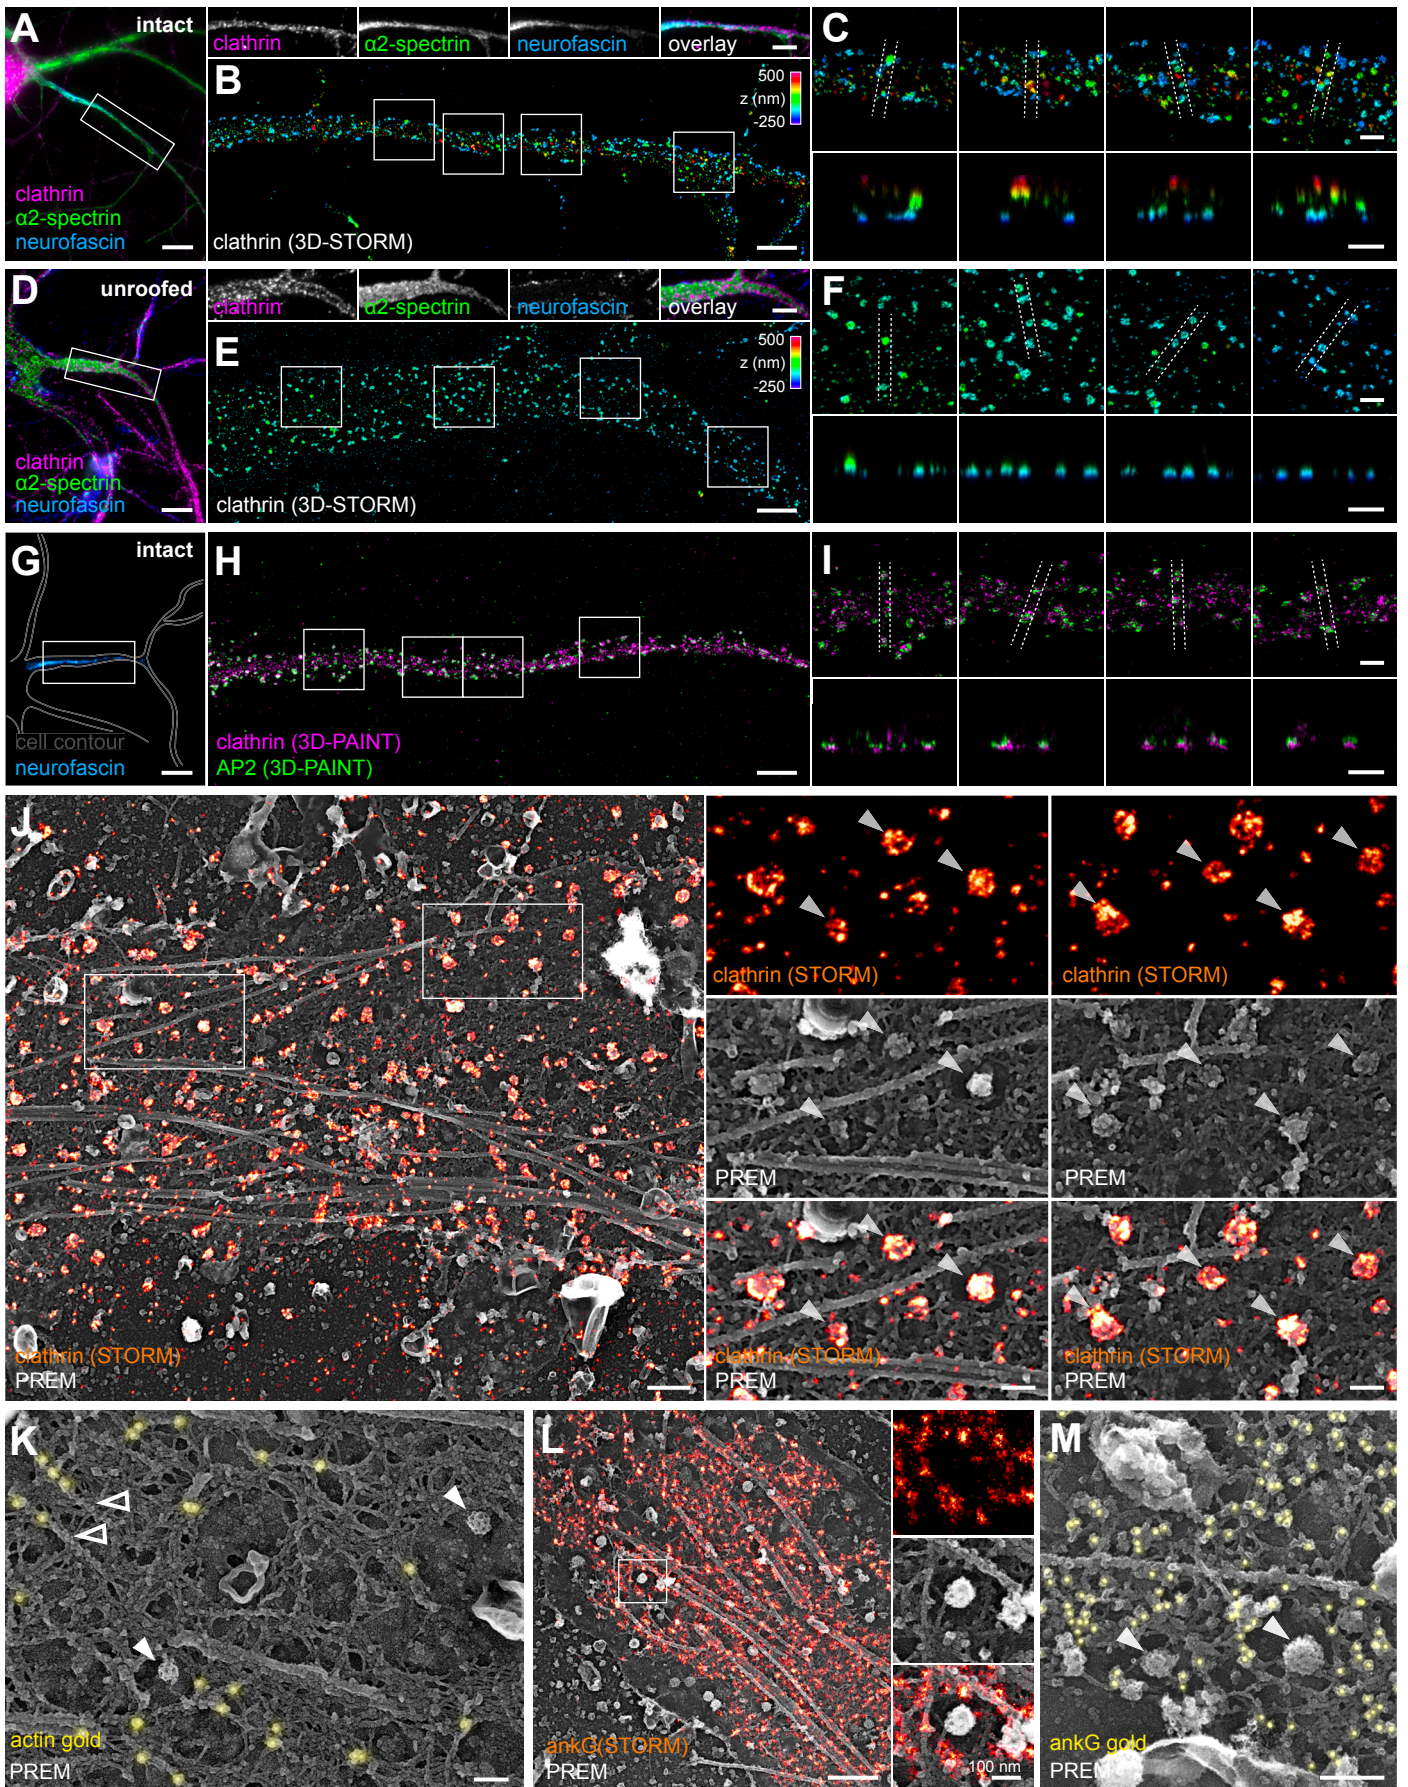 A
intact
clathrin
α2-spectrin
neurofascin
clathrin
α2-spectrin
neurofascin
overlay
B
500
z (nm)
-250
clathrin (3D-STORM)
C
D
unroofed
clathrin
α2-spectrin
neurofascin
clathrin
α2-spectrin
neurofascin
overlay
E
500
z (nm)
-250
clathrin (3D-STORM)
F
G
intact
cell contour
neurofascin
H
clathrin (3D-PAINT)
AP2 (3D-PAINT)
I
J
clathrin (STORM)
PREM
clathrin (STORM)
clathrin (STORM)
PREM
PREM
clathrin (STORM)
PREM
clathrin (STORM)
PREM
K
actin gold
PREM
L
ankG(STORM)
PREM
100 nm
M
ankG gold
PREM